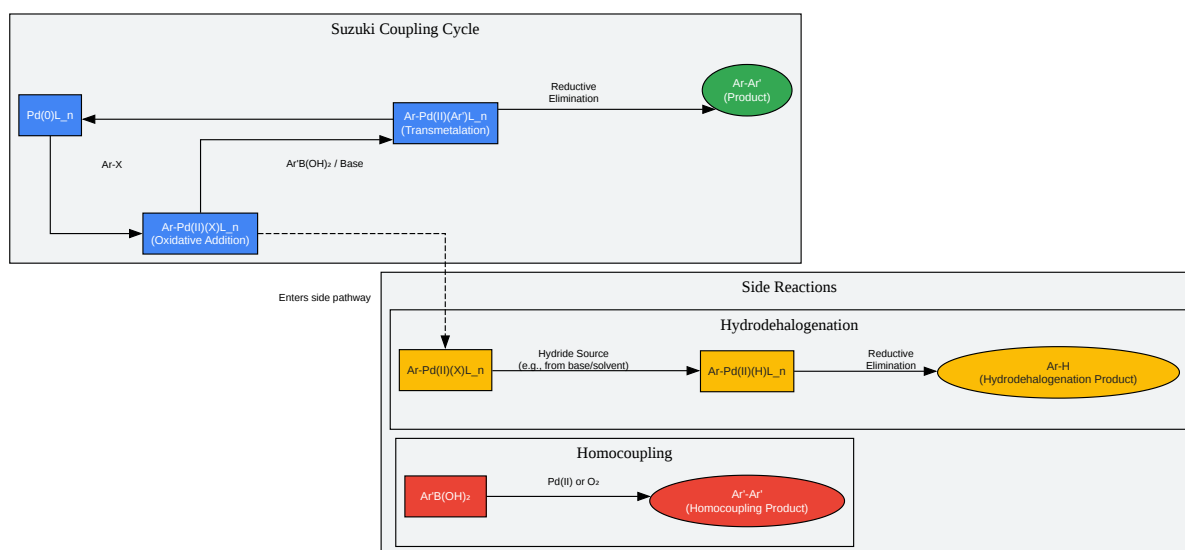 Suzuki Coupling Cycle
Reductive
Elimination
Ar-Ar'
(Product)
Pd(0)L_n
Ar-Pd(II)(Ar')L_n
(Transmetalation)
Ar-X
Ar'B(OH)₂ / Base
Ar-Pd(II)(X)L_n
(Oxidative Addition)
Enters side pathway
Side Reactions
Hydrodehalogenation
Ar-Pd(II)(X)L_n
Hydride Source
(e.g., from base/solvent)
Ar-Pd(II)(H)L_n
Reductive
Elimination
Ar-H
(Hydrodehalogenation Product)
Homocoupling
Ar'B(OH)₂
Pd(II) or O₂
Ar'-Ar'
(Homocoupling Product)